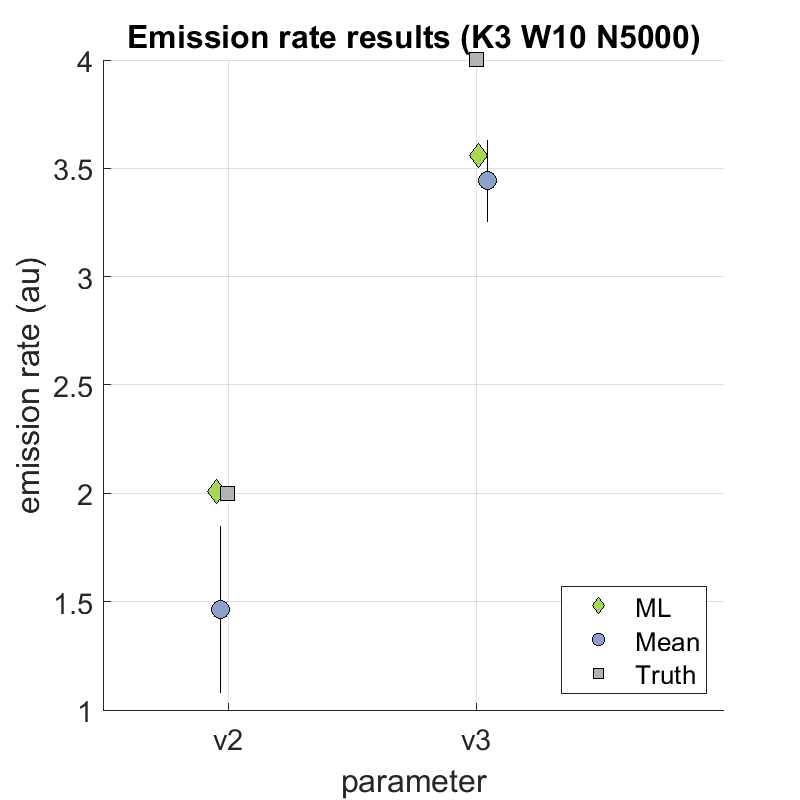 Emission rate results (K3 W10 N5000)
4
3.5
3
2.5
2
1.5
1
emission rate (au)
ML
Mean
Truth
v2
v3
parameter